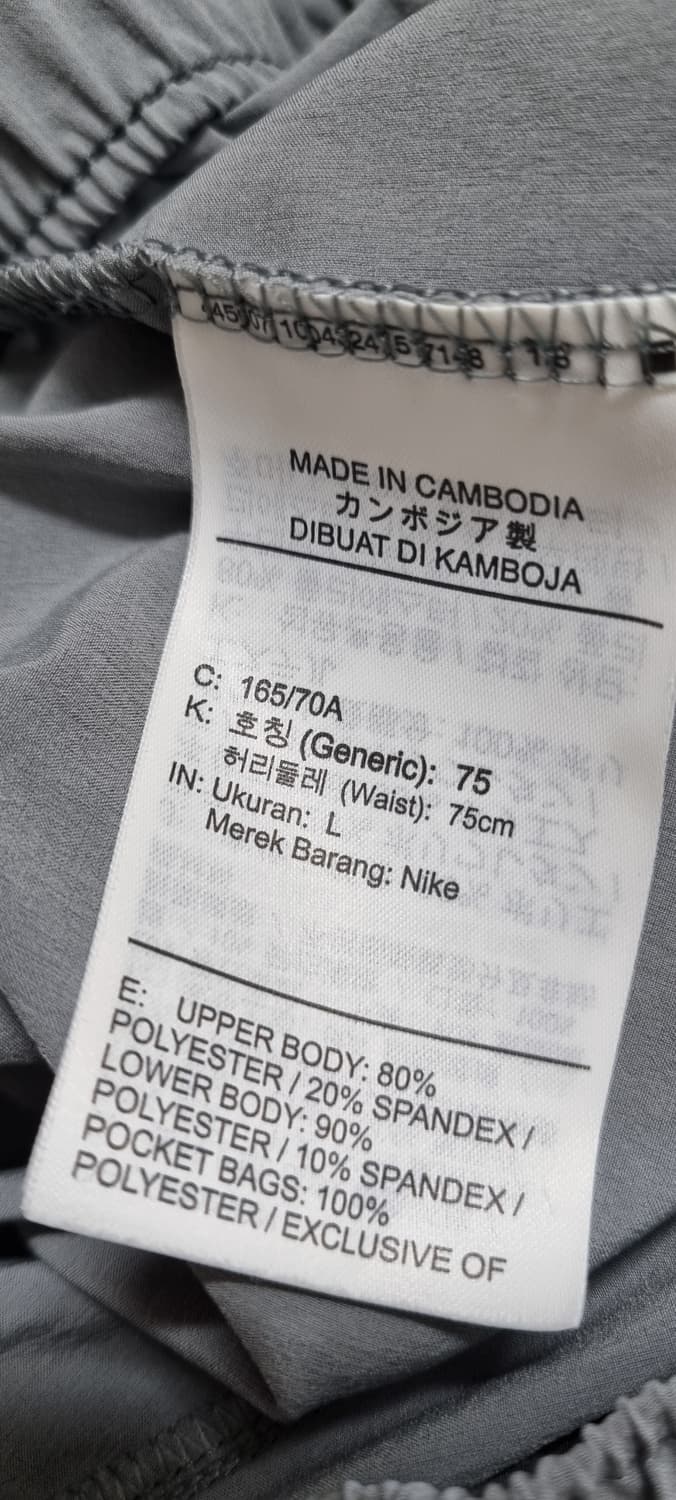 MADE IN CAMBODIA
カンボジア製
DIBUAT DI KAMBOJA
C: 165/70A
K: 호칭 (Generic): 75
허리둘레 (Waist): 75cm
IN: Ukuran: L
Merek Barang: Nike
E: UPPER BODY: 80%
POLYESTER / 20% SPANDEX /
LOWER BODY: 90%
POLYESTER / 10% SPANDEX /
POCKET BAGS: 100%
POLYESTER / EXCLUSIVE OF